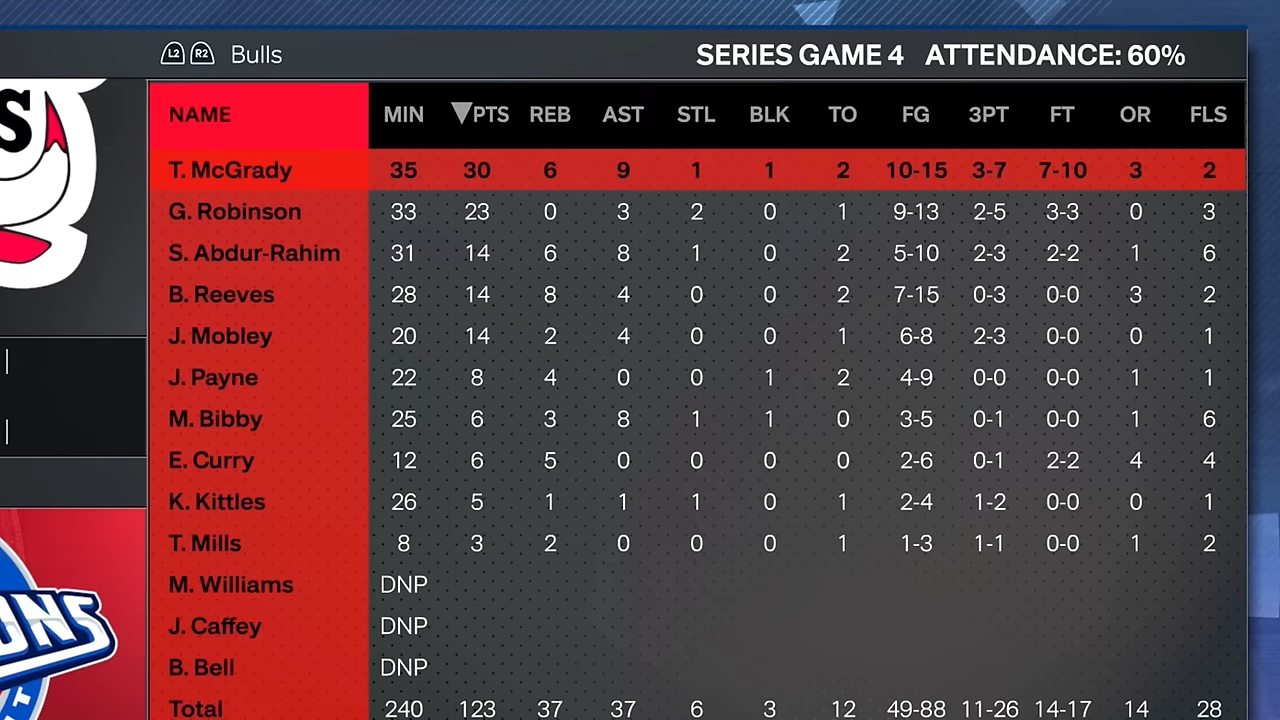 L2 R2 Bulls SERIES GAME 4 ATTENDANCE: 60%
NAME MIN PTS REB AST STL BLK TO FG 3PT FT OR FLS
T. McGrady 35 30 6 9 1 1 2 10-15 3-7 7-10 3 2
G. Robinson 33 23 0 3 2 0 1 9-13 2-5 3-3 0 3
S. Abdur-Rahim 31 14 6 8 1 0 2 5-10 2-3 2-2 1 6
B. Reeves 28 14 8 4 0 0 2 7-15 0-3 0-0 3 2
J. Mobley 20 14 2 4 0 0 1 6-8 2-3 0-0 0 1
J. Payne 22 8 4 0 0 1 2 4-9 0-0 0-0 1 1
M. Bibby 25 6 3 8 1 1 0 3-5 0-1 0-0 1 6
E. Curry 12 6 5 0 0 0 0 2-6 0-1 2-2 4 4
K. Kittles 26 5 1 1 1 0 1 2-4 1-2 0-0 0 1
T. Mills 8 3 2 0 0 0 1 1-3 1-1 0-0 1 2
M. Williams DNP
J. Caffey DNP
B. Bell DNP
Total 240 123 37 37 6 3 12 49-88 11-26 14-17 14 28